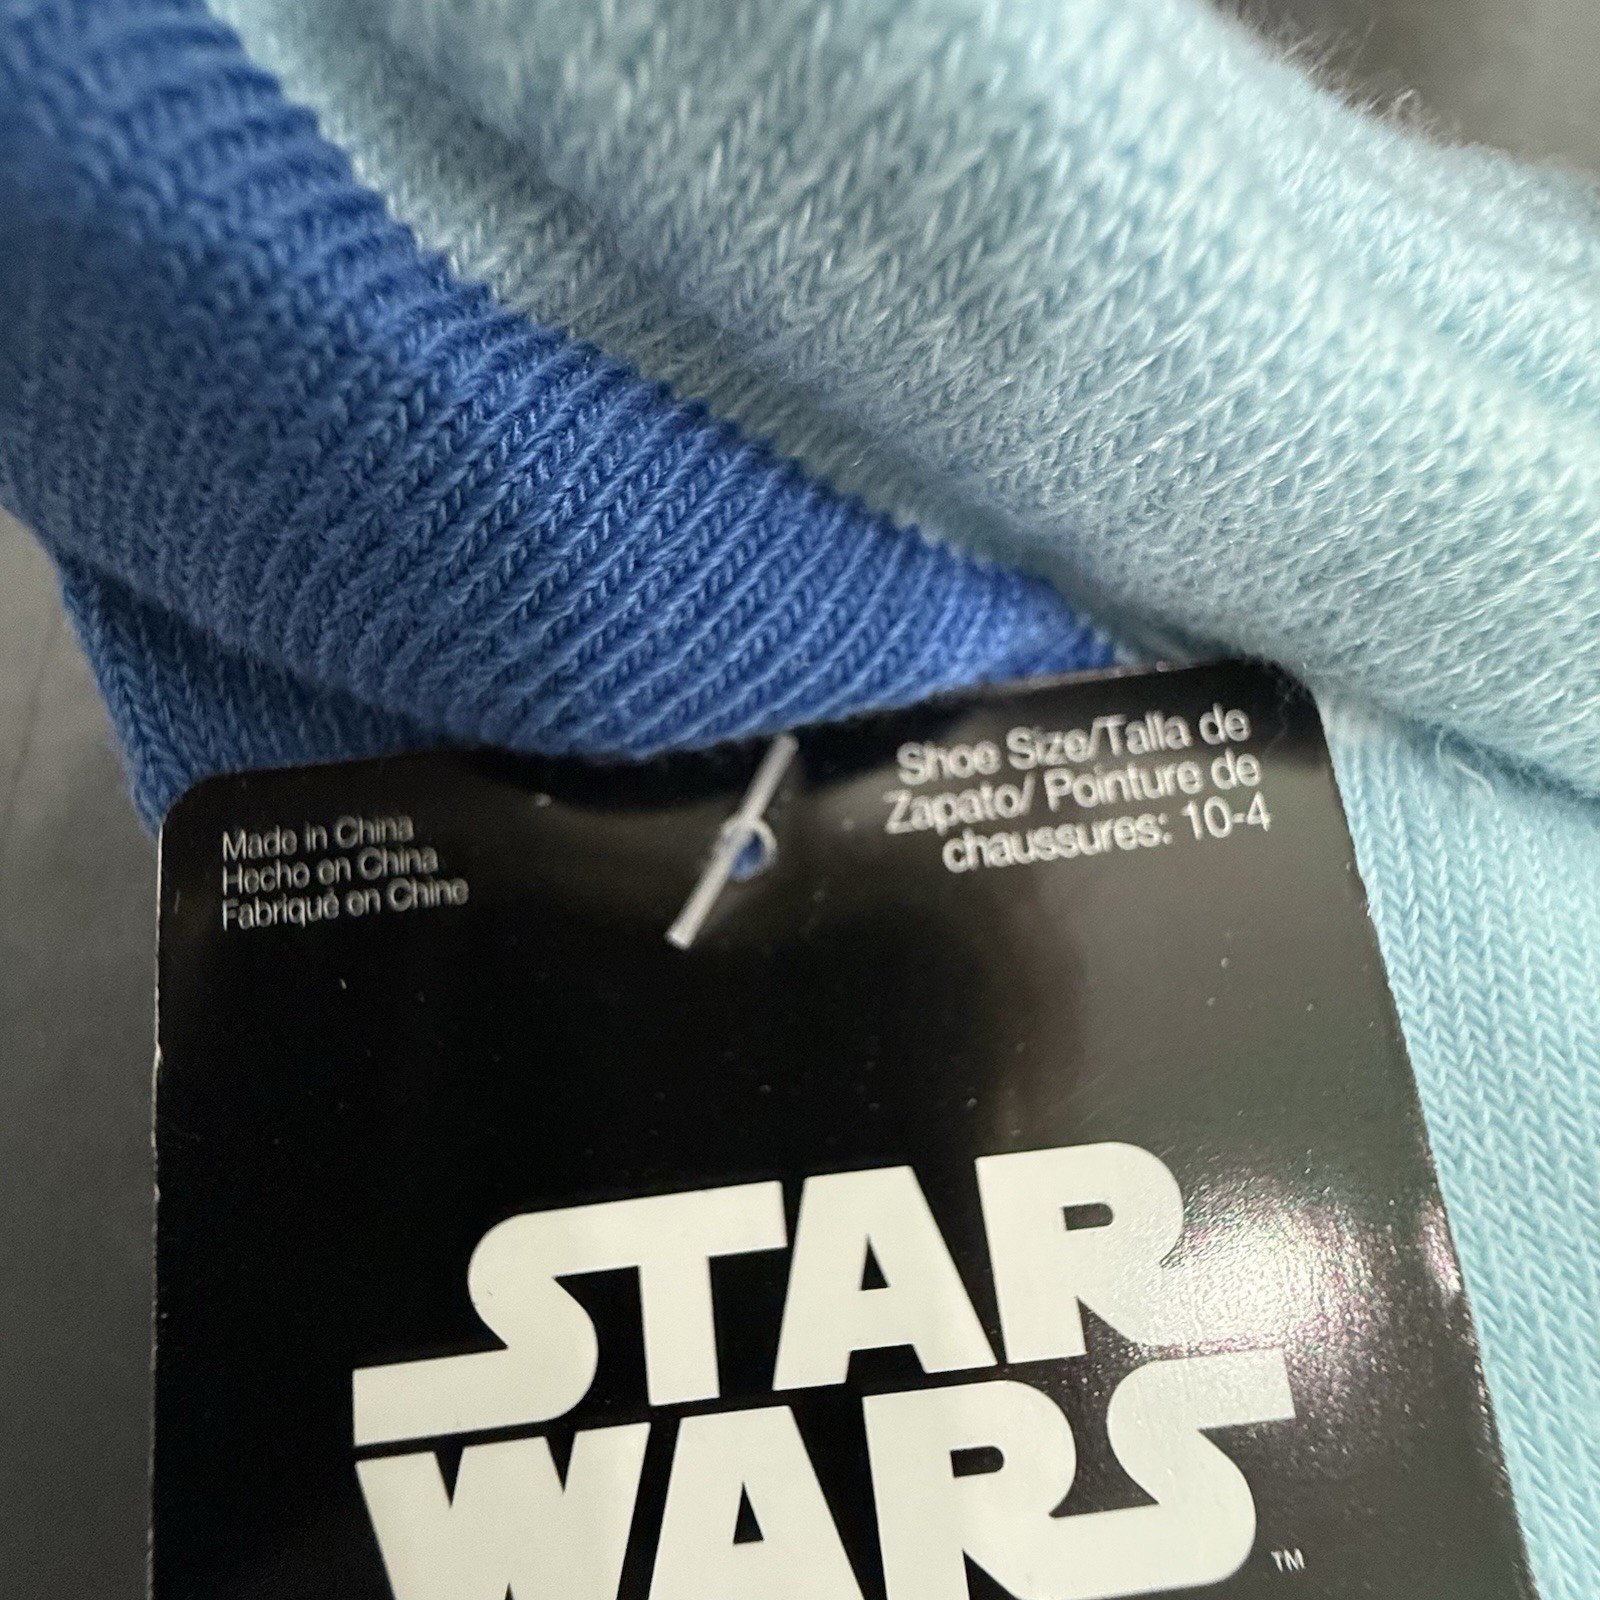 Made in China
Hecho en China
Fabriqué en Chine
Shoe Size/Talla de
Zapato/ Pointure de
chaussures: 10-4
STAR
WARS
TM